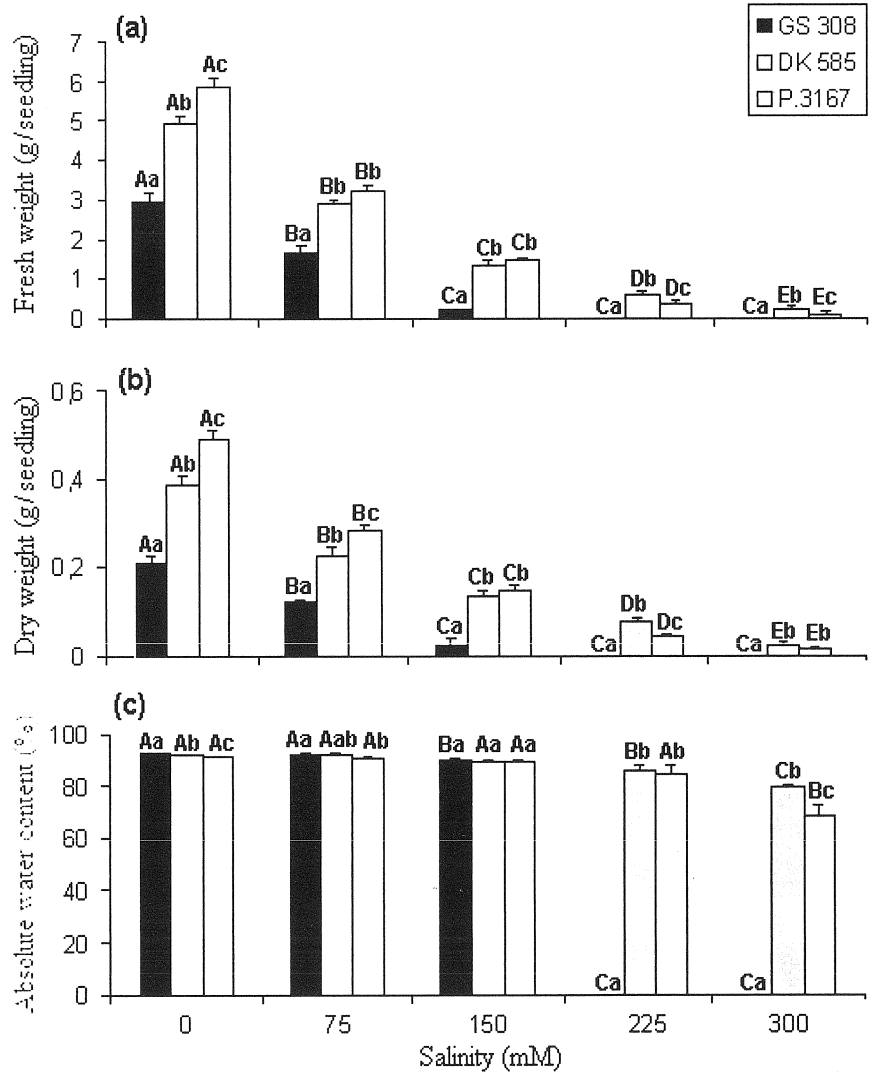 (a)
GS 308
DK 585
P.3167
Fresh weight (g/seedling)
7
6
5
4
3
2
1
0
Aa Ab Ac
Ba Bb Bb
Ca Cb Cb
Ca Db Dc
Ca Eb Ec
(b)
Dry weight (g/seedling)
0,6
0,4
0,2
0
Aa Ab Ac
Ba Bb Bc
Ca Cb Cb
Ca Db Dc
Ca Eb Eb
(c)
Absolute water content (%)
100
80
60
40
20
0
Aa Ab Ac
Aa Aab Ab
Ba Aa Aa
Ca Bb Ab
Ca Cb Bc
0 75 150 225 300
Salinity (mM)